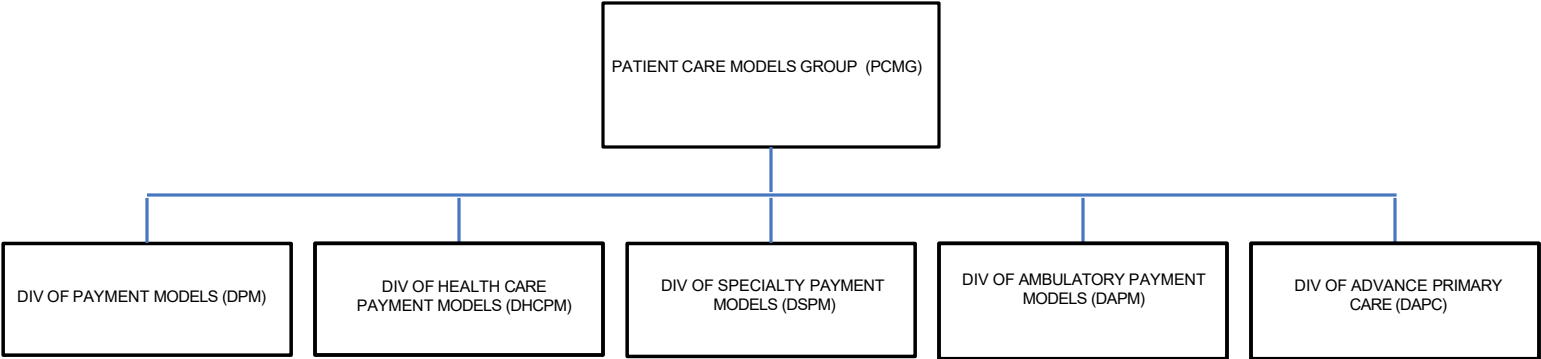 PATIENT CARE MODELS GROUP (PCMG)
DIV OF PAYMENT MODELS (DPM)
DIV OF HEALTH CARE
PAYMENT MODELS (DHCPM)
DIV OF SPECIALTY PAYMENT
MODELS (DSPM)
DIV OF AMBULATORY PAYMENT
MODELS (DAPM)
DIV OF ADVANCE PRIMARY
CARE (DAPC)